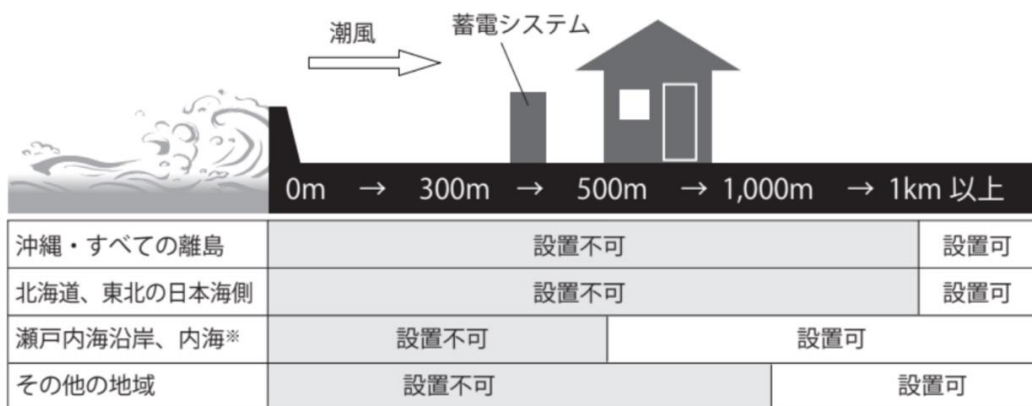 潮風
蓄電システム
0m → 300m → 500m → 1,000m → 1km 以上
沖縄・すべての離島 設置不可 設置可
北海道、東北の日本海側 設置不可 設置可
瀬戸内海沿岸、内海※ 設置不可 設置可
その他の地域 設置不可 設置可